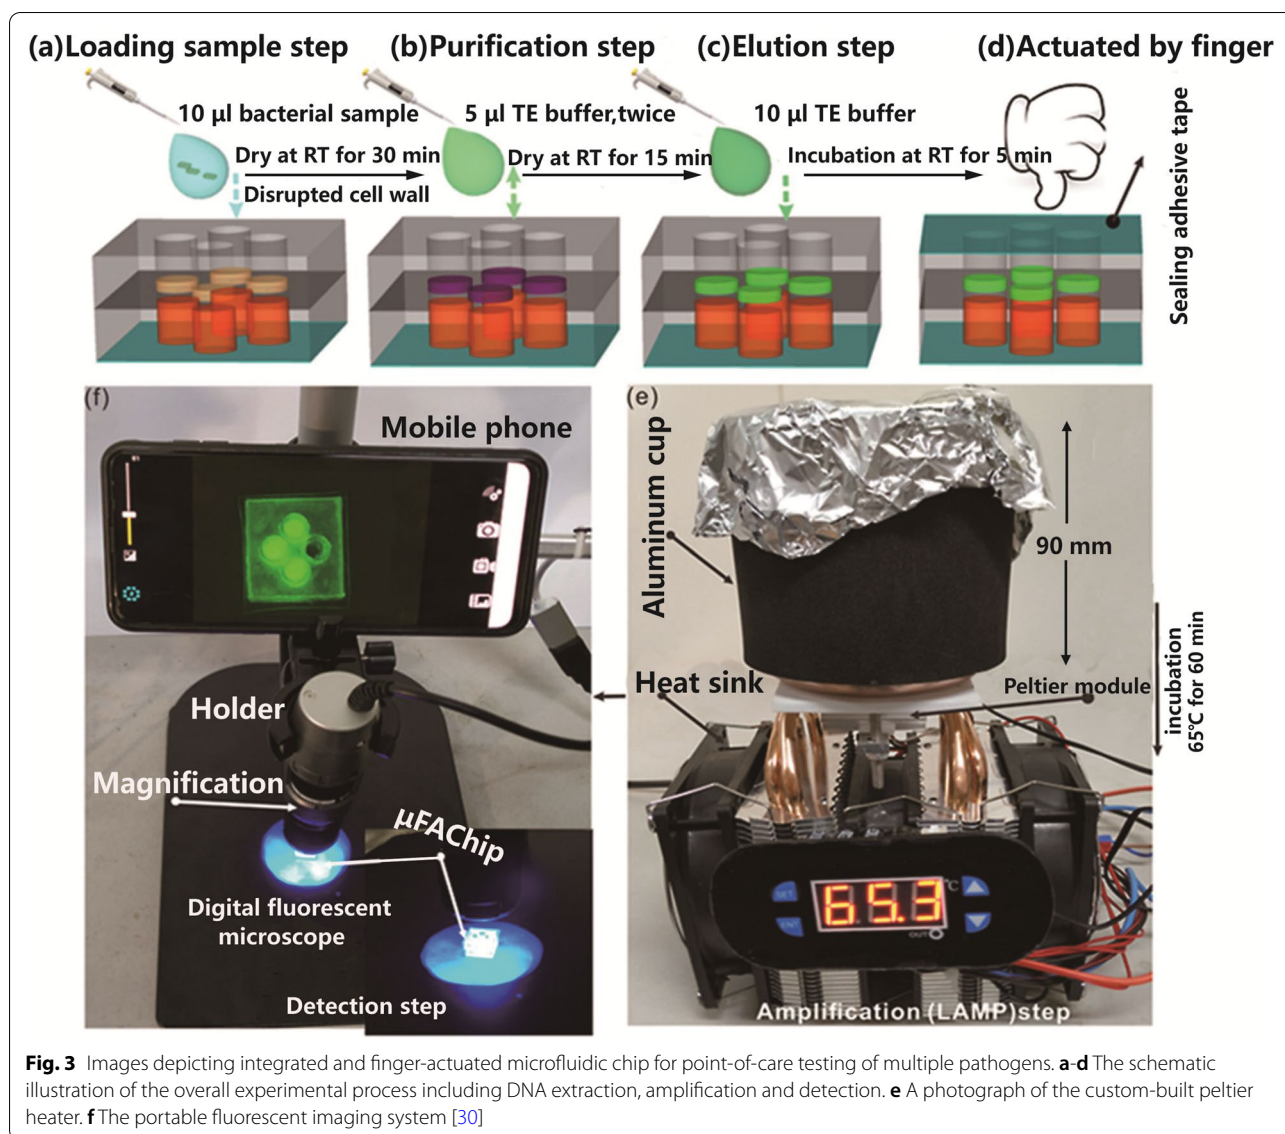 (a)Loading sample step
(b)Purification step
(c)Elution step
(d)Actuated by finger
10 µl bacterial sample
5 µl TE buffer,twice
10 µl TE buffer
Dry at RT for 30 min
Dry at RT for 15 min
Incubation at RT for 5 min
Disrupted cell wall
Sealing adhesive tape
(f)
Mobile phone
Holder
Magnification
µFAChip
Digital fluorescent
microscope
Detection step
(e)
Aluminum cup
90 mm
Heat sink
Peltier module
incubation
65℃ for 60 min
SET
65.3
°C
OUT
Amplification (LAMP)step
Fig. 3 Images depicting integrated and finger-actuated microfluidic chip for point-of-care testing of multiple pathogens. a-d The schematic
illustration of the overall experimental process including DNA extraction, amplification and detection. e A photograph of the custom-built peltier
heater. f The portable fluorescent imaging system [30]